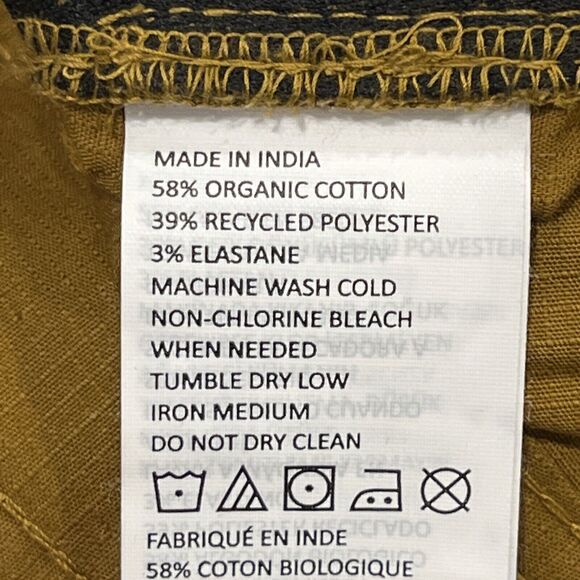 MADE IN INDIA
58% ORGANIC COTTON
39% RECYCLED POLYESTER
3% ELASTANE
MACHINE WASH COLD
NON-CHLORINE BLEACH
WHEN NEEDED
TUMBLE DRY LOW
IRON MEDIUM
DO NOT DRY CLEAN
FABRIQUÉ EN INDE
58% COTON BIOLOGIQUE